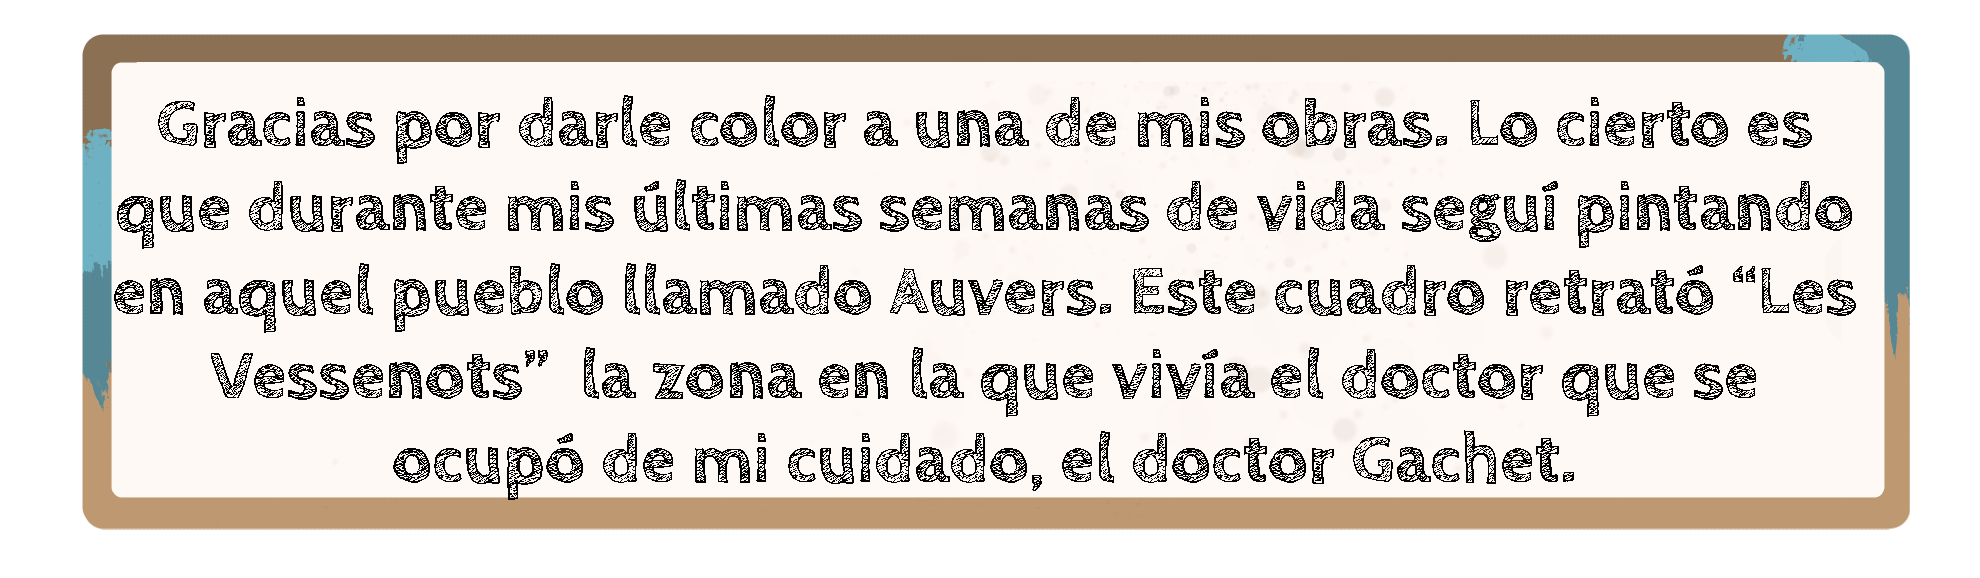 Gracias por darle color a una de mis obras. Lo cierto es
que durante mis últimas semanas de vida seguí pintando
en aquel pueblo llamado Auvers. Este cuadro retrató “Les
Vessenots” la zona en la que vivía el doctor que se
ocupó de mi cuidado, el doctor Gachet.